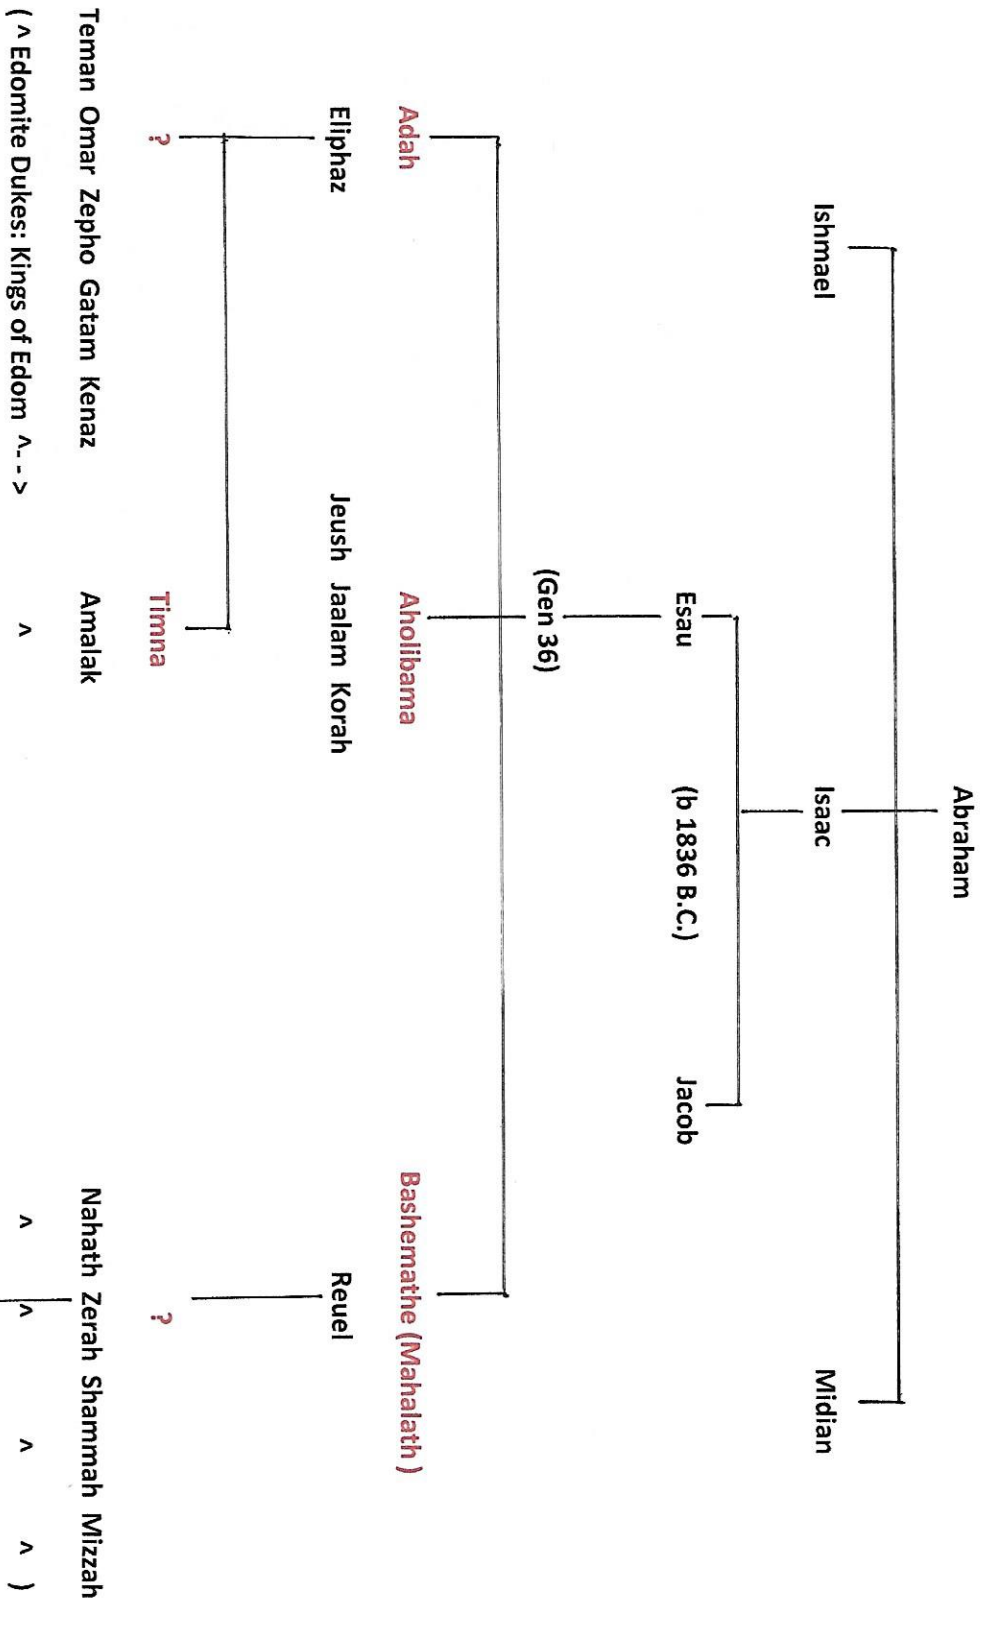 Abraham
Ishmael Isaac Midian
Esau (b 1836 B.C.) Jacob
(Gen 36)
Adah Aholibama Bashemathe (Mahalath )
Eliphaz Jeush Jaalam Korah Reuel
? Timna ?
Teman Omar Zepho Gatam Kenaz Amalak Nahath Zerah Shammah Mizzah
( ^ Edomite Dukes: Kings of Edom ^- - > ^ ^ ^ ^ ^ )